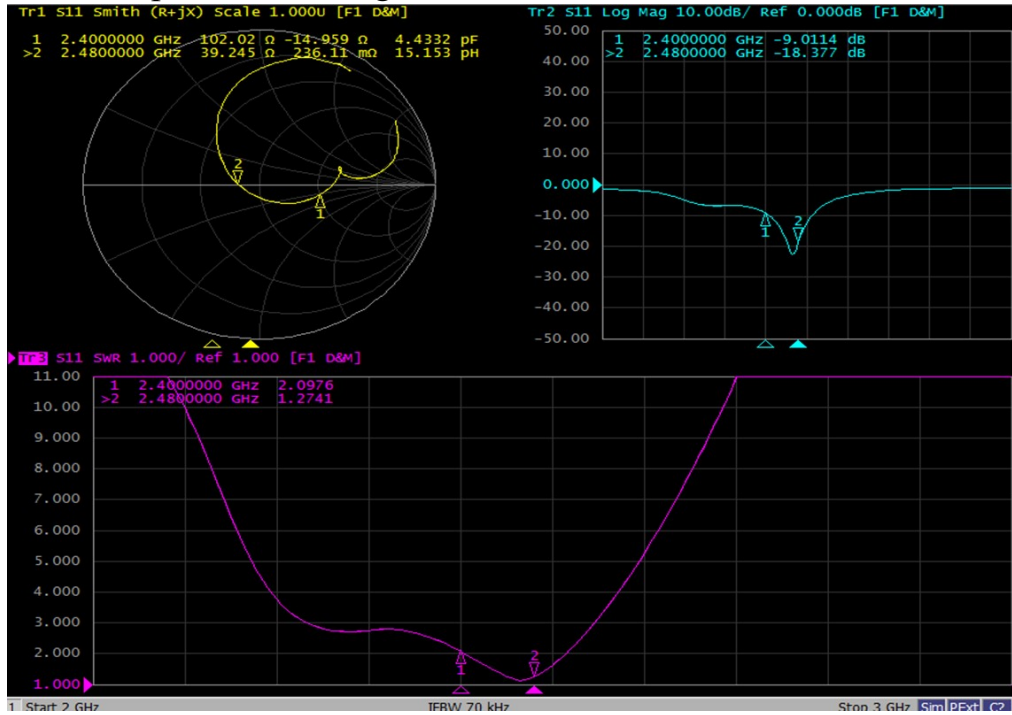 Tr1 S11 Smith (R+jX) Scale 1.000U [F1 D&M]
1 2.4000000 GHz 102.02 Ω -14.959 Ω 4.4332 pF
>2 2.4800000 GHz 39.245 Ω 236.11 mΩ 15.153 pH
2
1
Tr2 S11 Log Mag 10.00dB/ Ref 0.000dB [F1 D&M]
50.00
1 2.4000000 GHz -9.0114 dB
>2 2.4800000 GHz -18.377 dB
40.00
30.00
20.00
10.00
0.000
-10.00
-20.00
-30.00
-40.00
-50.00
1
2
Tr3 S11 SWR 1.000/ Ref 1.000 [F1 D&M]
11.00
1 2.4000000 GHz 2.0976
>2 2.4800000 GHz 1.2741
10.00
9.000
8.000
7.000
6.000
5.000
4.000
3.000
2.000
1.000
1
2
1 Start 2 GHz IFBW 70 kHz Stop 3 GHz Sim PExt C?